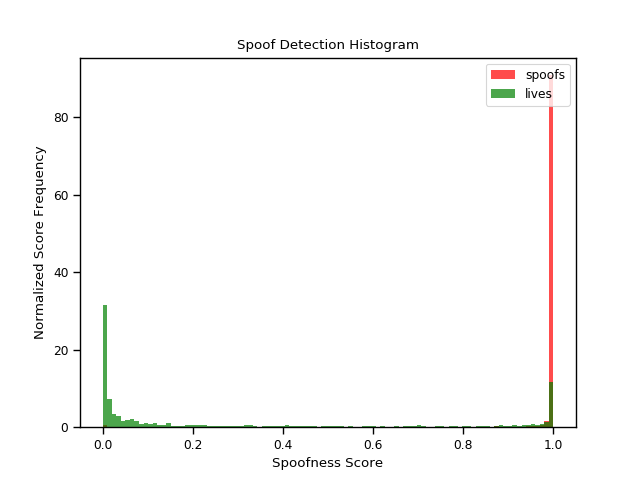 Spoof Detection Histogram
spoofs
lives
Normalized Score Frequency
80
60
40
20
0
0.0 0.2 0.4 0.6 0.8 1.0
Spoofness Score